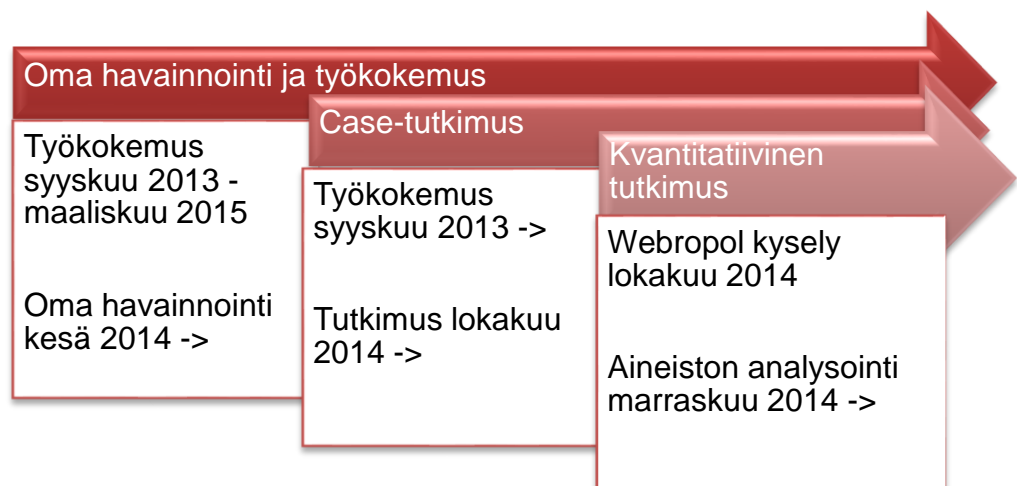 Oma havainnointi ja työkokemus
Työkokemus
syyskuu 2013 -
maaliskuu 2015
Oma havainnointi
kesä 2014 ->
Case-tutkimus
Työkokemus
syyskuu 2013 ->
Tutkimus lokakuu
2014 ->
Kvantitatiivinen
tutkimus
Webropol kysely
lokakuu 2014
Aineiston analysointi
marraskuu 2014 ->